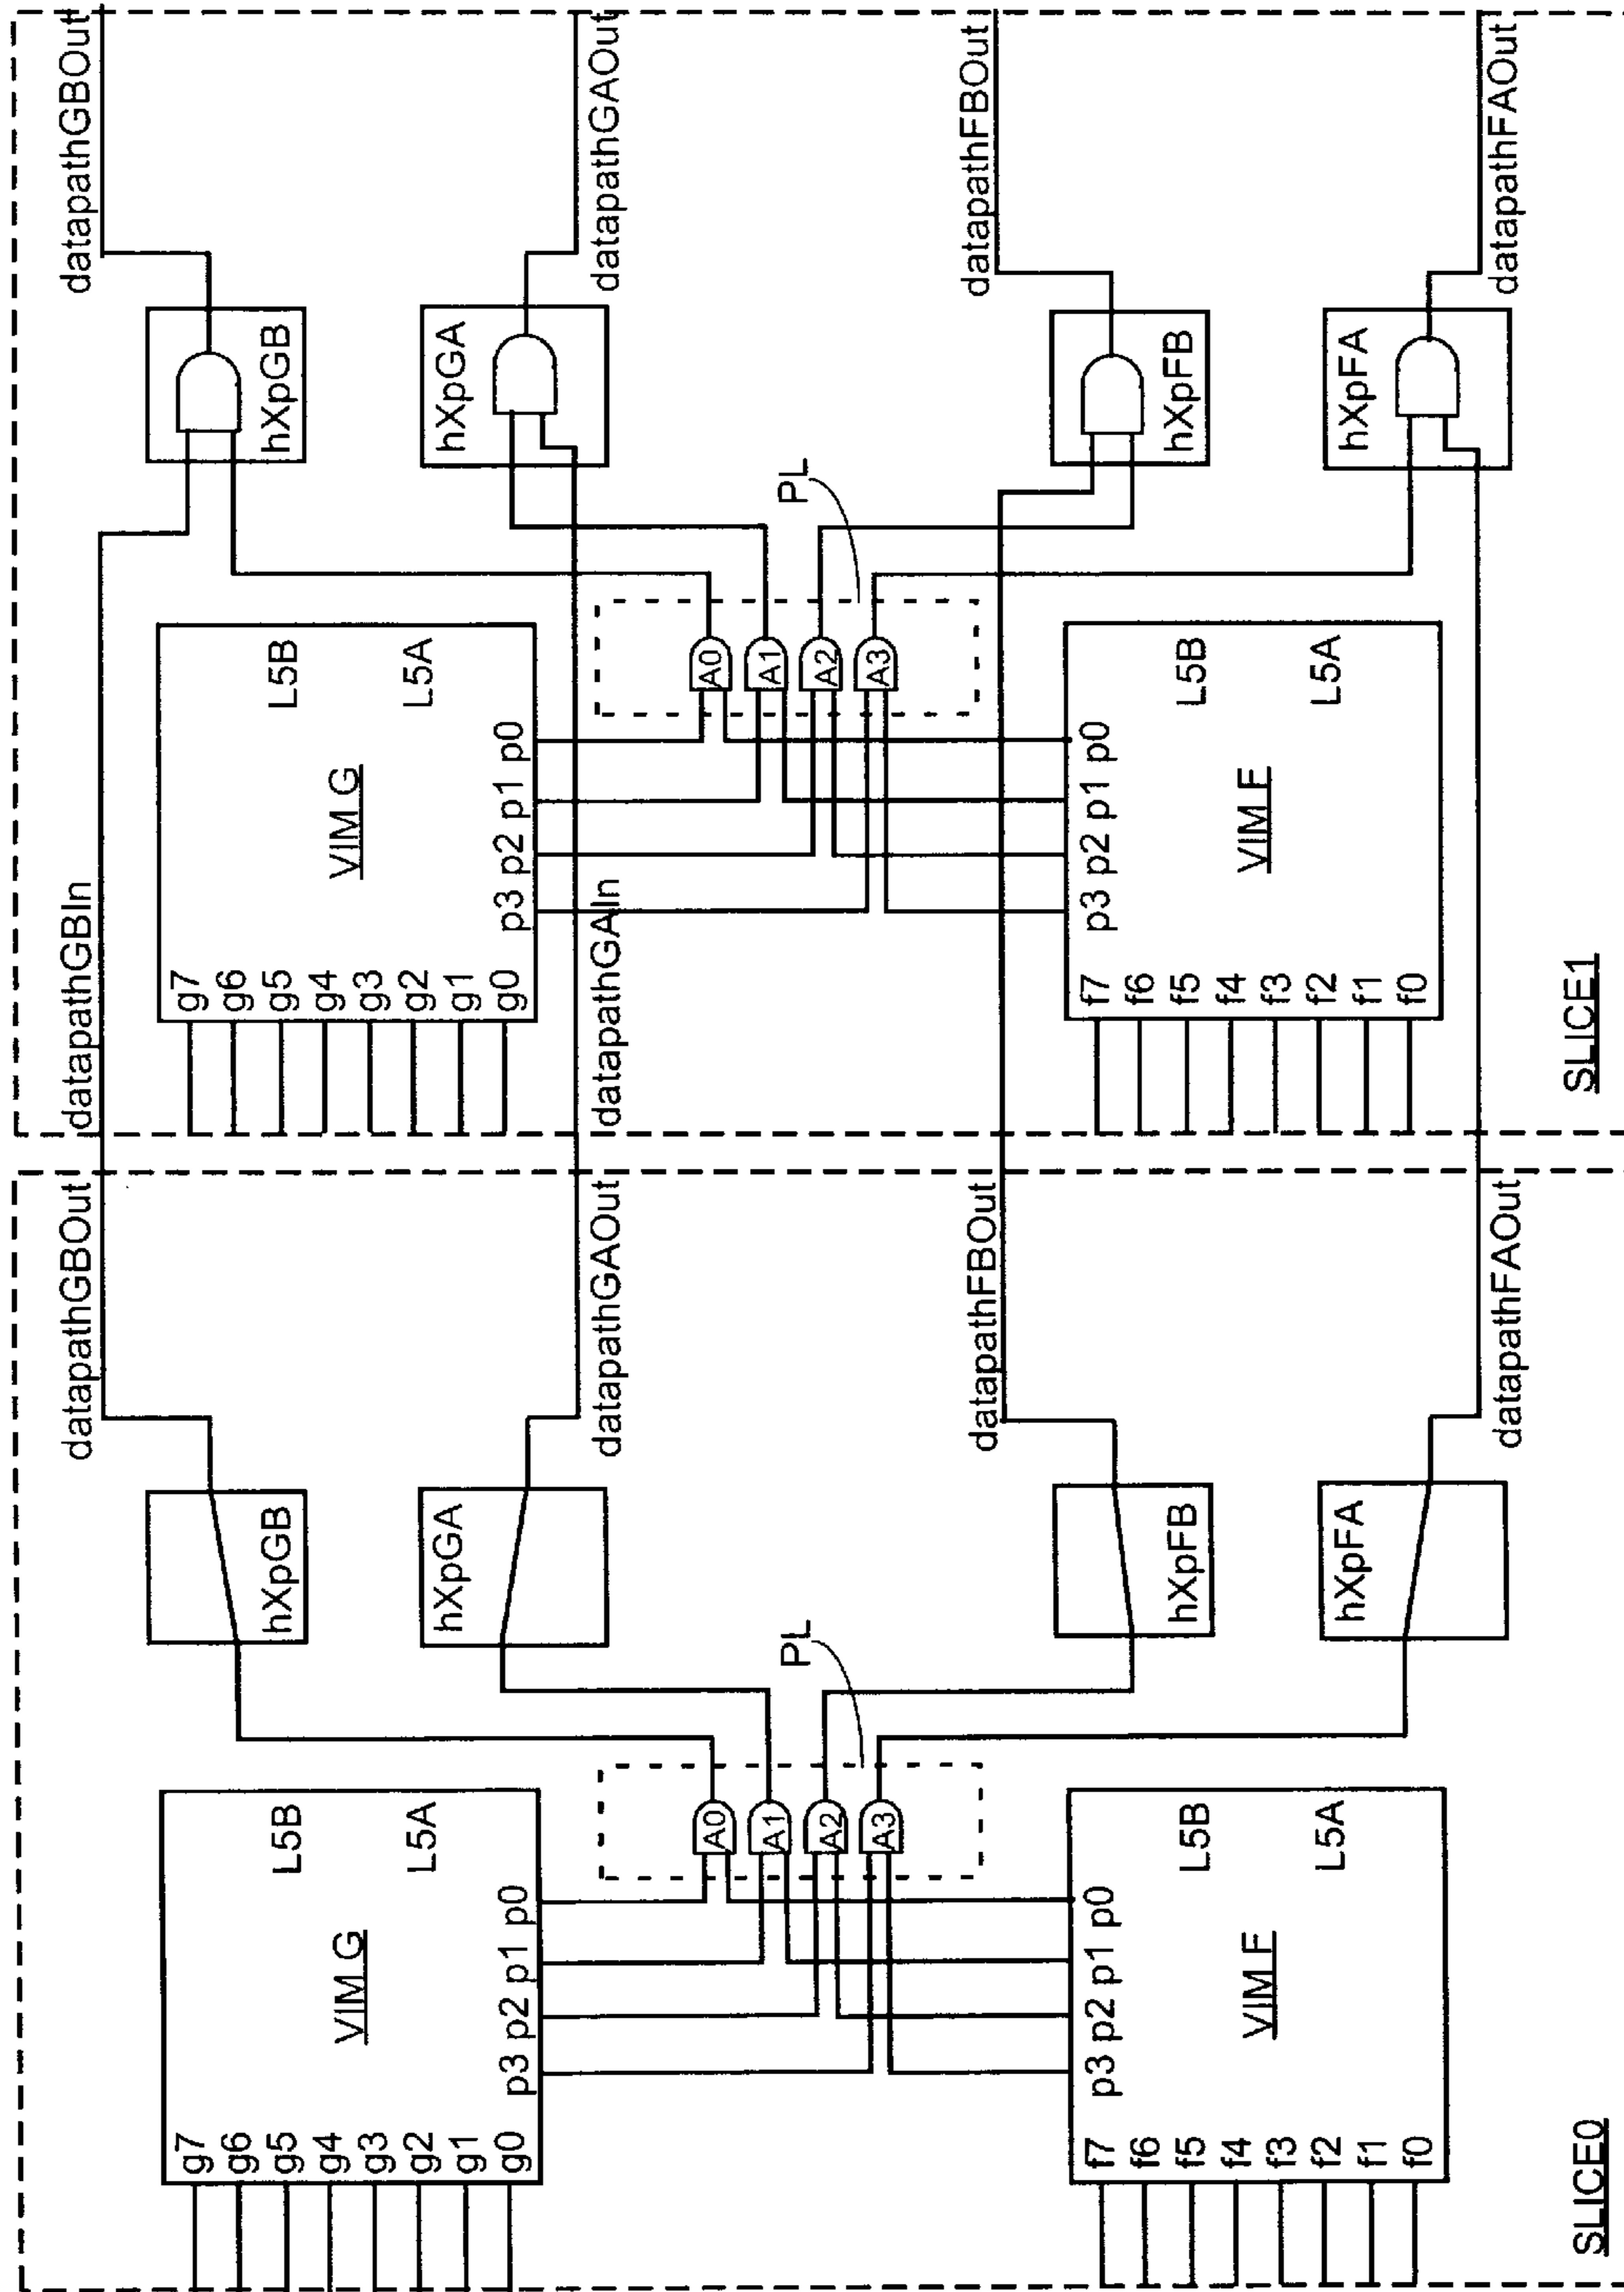 datapathGBOut
hXpGB
g7
g6
g5
g4
g3
g2
g1
g0
VIM G
L5B
L5A
p3 p2 p1 p0
hXpGA
datapathGAOut
PL
A0
A1
A2
A3
datapathFBOut
p3 p2 p1 p0
f7
f6
f5
f4
f3
f2
f1
f0
VIM F
L5B
L5A
hXpFB
hXpFA
datapathFAOut
SLICE0
datapathGBIn
datapathGBOut
hXpGB
g7
g6
g5
g4
g3
g2
g1
g0
VIM G
L5B
L5A
p3 p2 p1 p0
hXpGA
datapathGAIn
datapathGAOut
PL
A0
A1
A2
A3
datapathFBOut
p3 p2 p1 p0
f7
f6
f5
f4
f3
f2
f1
f0
VIM F
L5B
L5A
hXpFB
hXpFA
datapathFAOut
SLICE1